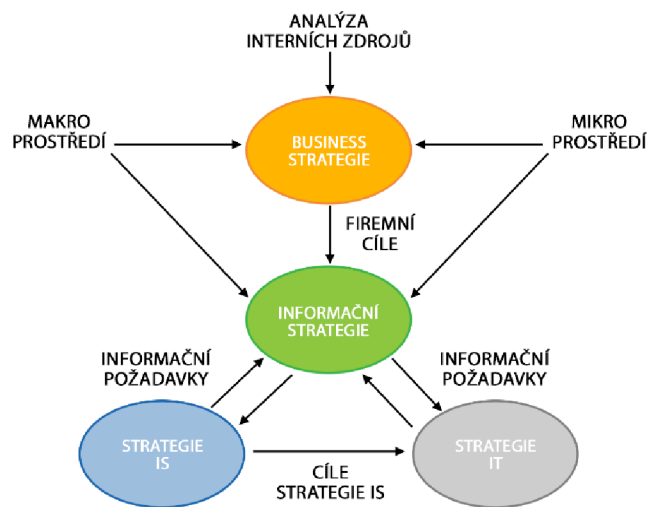 ANALÝZA
INTERNÍCH ZDROJŮ
MAKRO
PROSTŘEDÍ
BUSINESS
STRATEGIE
MIKRO
PROSTŘEDÍ
FIREMNÍ
CÍLE
INFORMAČNÍ
STRATEGIE
INFORMAČNÍ
POŽADAVKY
INFORMAČNÍ
POŽADAVKY
STRATEGIE
IS
CÍLE
STRATEGIE IS
STRATEGIE
IT